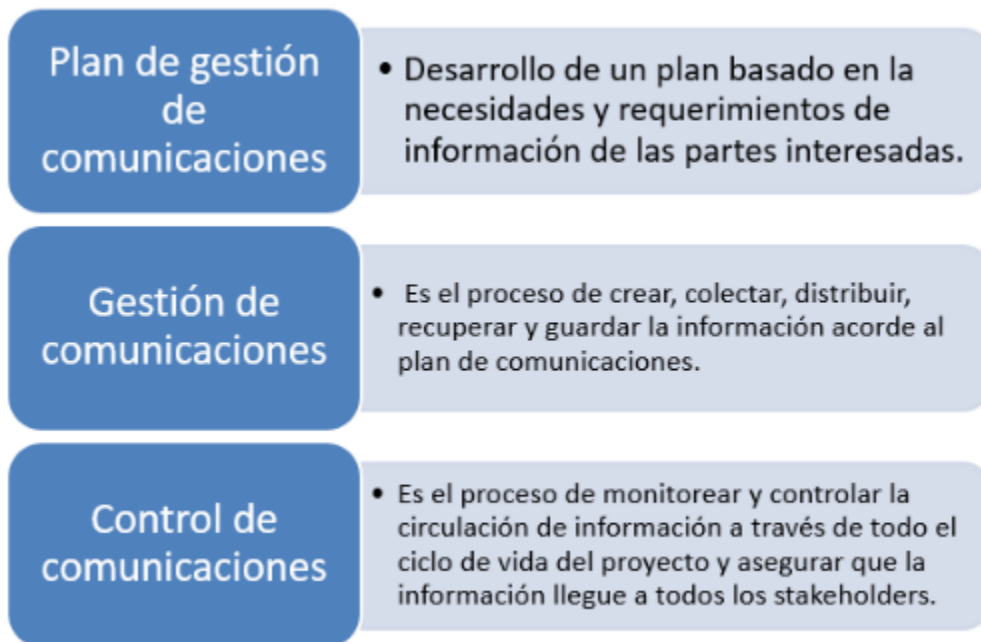 Plan de gestión
de
comunicaciones
• Desarrollo de un plan basado en la
necesidades y requerimientos de
información de las partes interesadas.
Gestión de
comunicaciones
• Es el proceso de crear, colectar, distribuir,
recuperar y guardar la información acorde al
plan de comunicaciones.
Control de
comunicaciones
• Es el proceso de monitorear y controlar la
circulación de información a través de todo el
ciclo de vida del proyecto y asegurar que la
información llegue a todos los stakeholders.